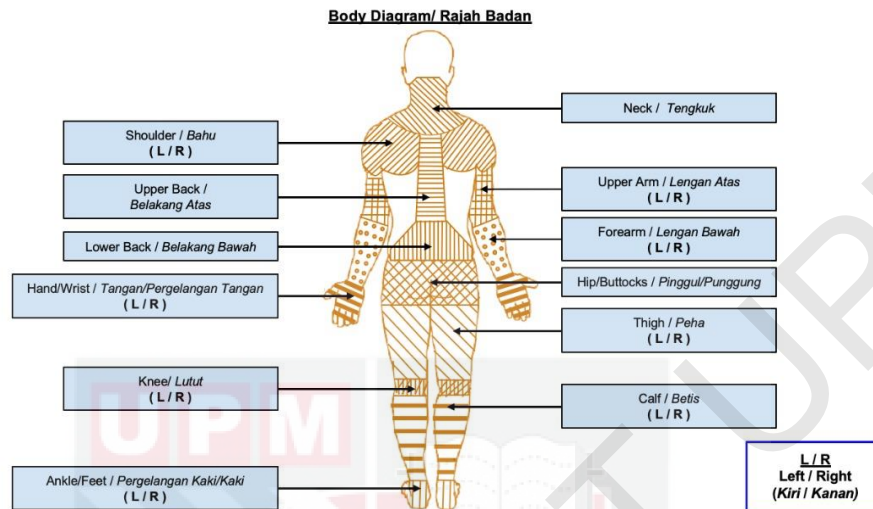 Body Diagram/ Rajah Badan
Neck / Tengkuk
Shoulder / Bahu
( L / R )
Upper Back /
Belakang Atas
Upper Arm / Lengan Atas
(L / R )
Lower Back / Belakang Bawah
Forearm / Lengan Bawah
( L / R )
Hand/Wrist / Tangan/Pergelangan Tangan
( L / R )
Hip/Buttocks / Pinggul/Punggung
Thigh / Peha
( L / R )
Knee/ Lutut
( L / R )
Calf / Betis
( L / R )
Ankle/Feet / Pergelangan Kaki/Kaki
( L / R )
L / R
Left / Right
(Kiri / Kanan)
UPM
T UP